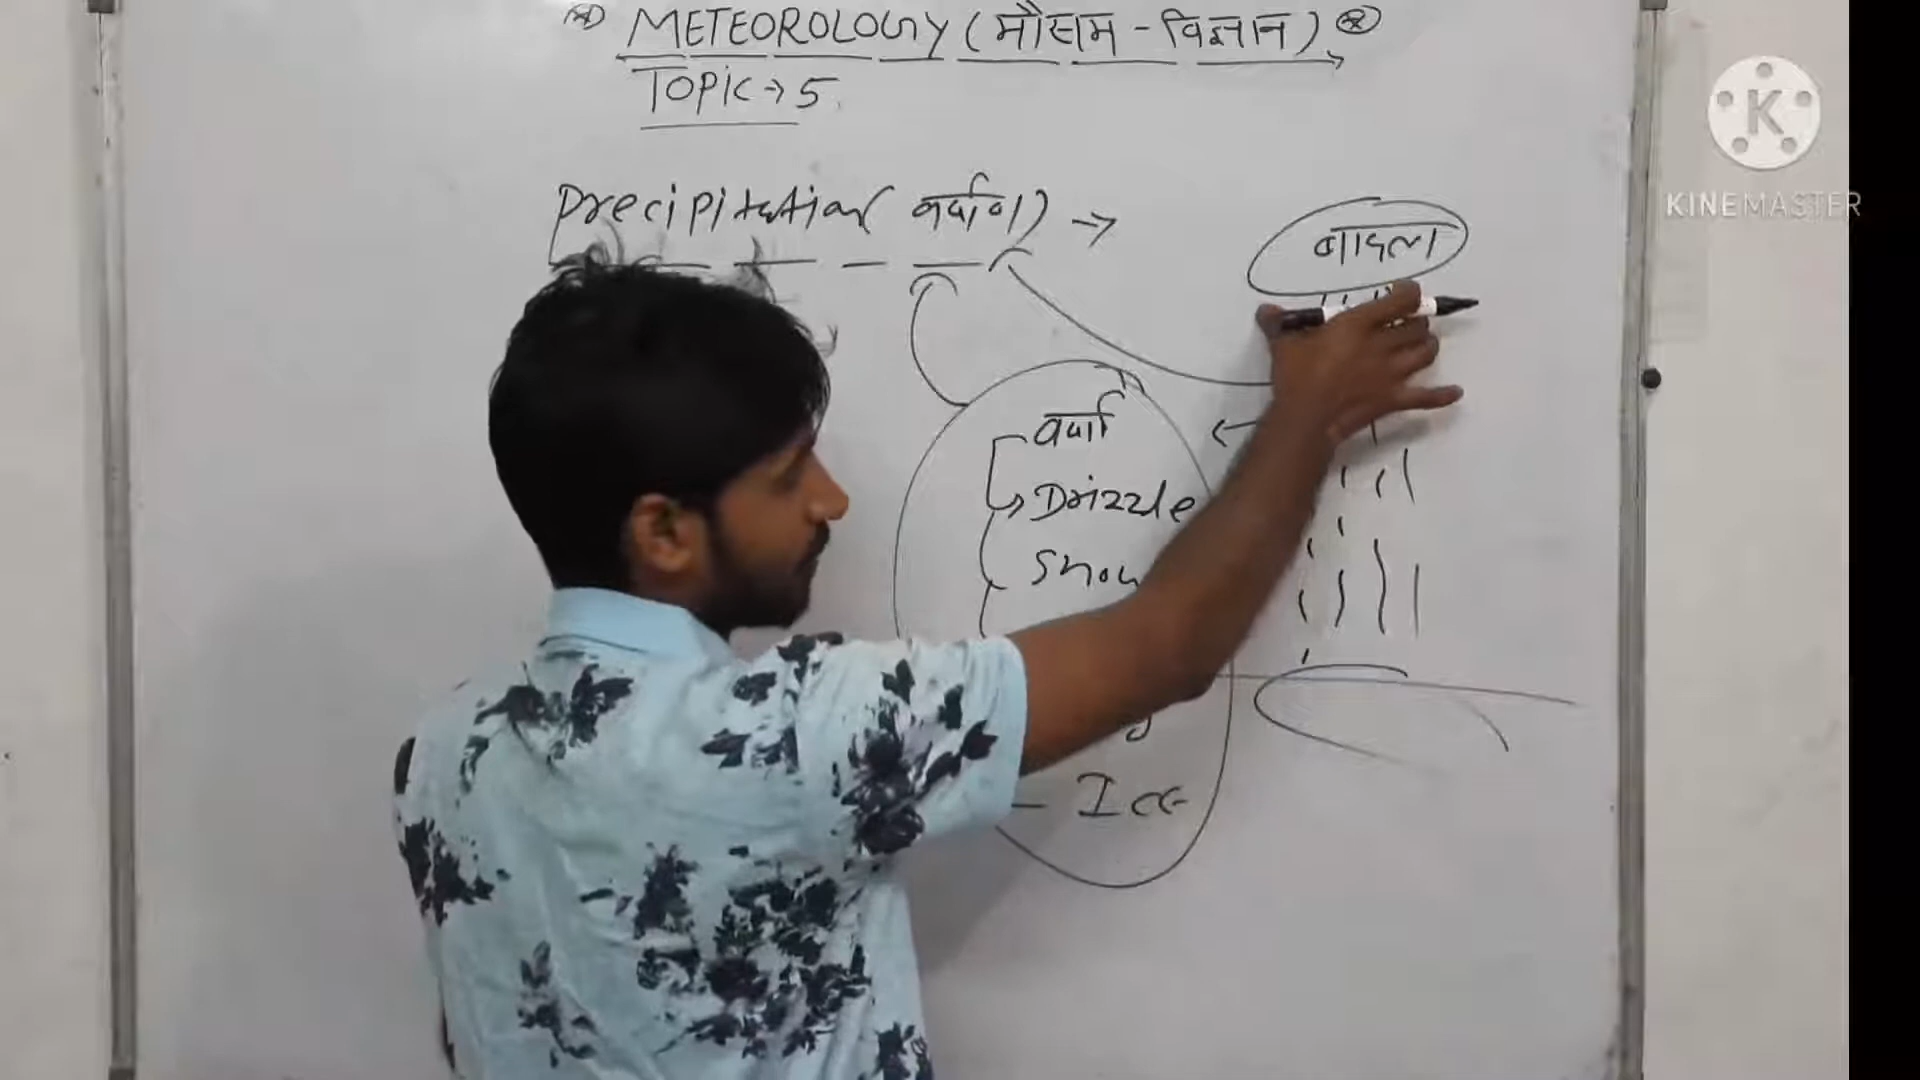 METEOROLOGY (मौसम - विज्ञान)
TOPIC → 5.
Precipitation (वर्षण) →
बादल
वर्षा
Drizzle
Snow
Ice
K
KINEMASTER